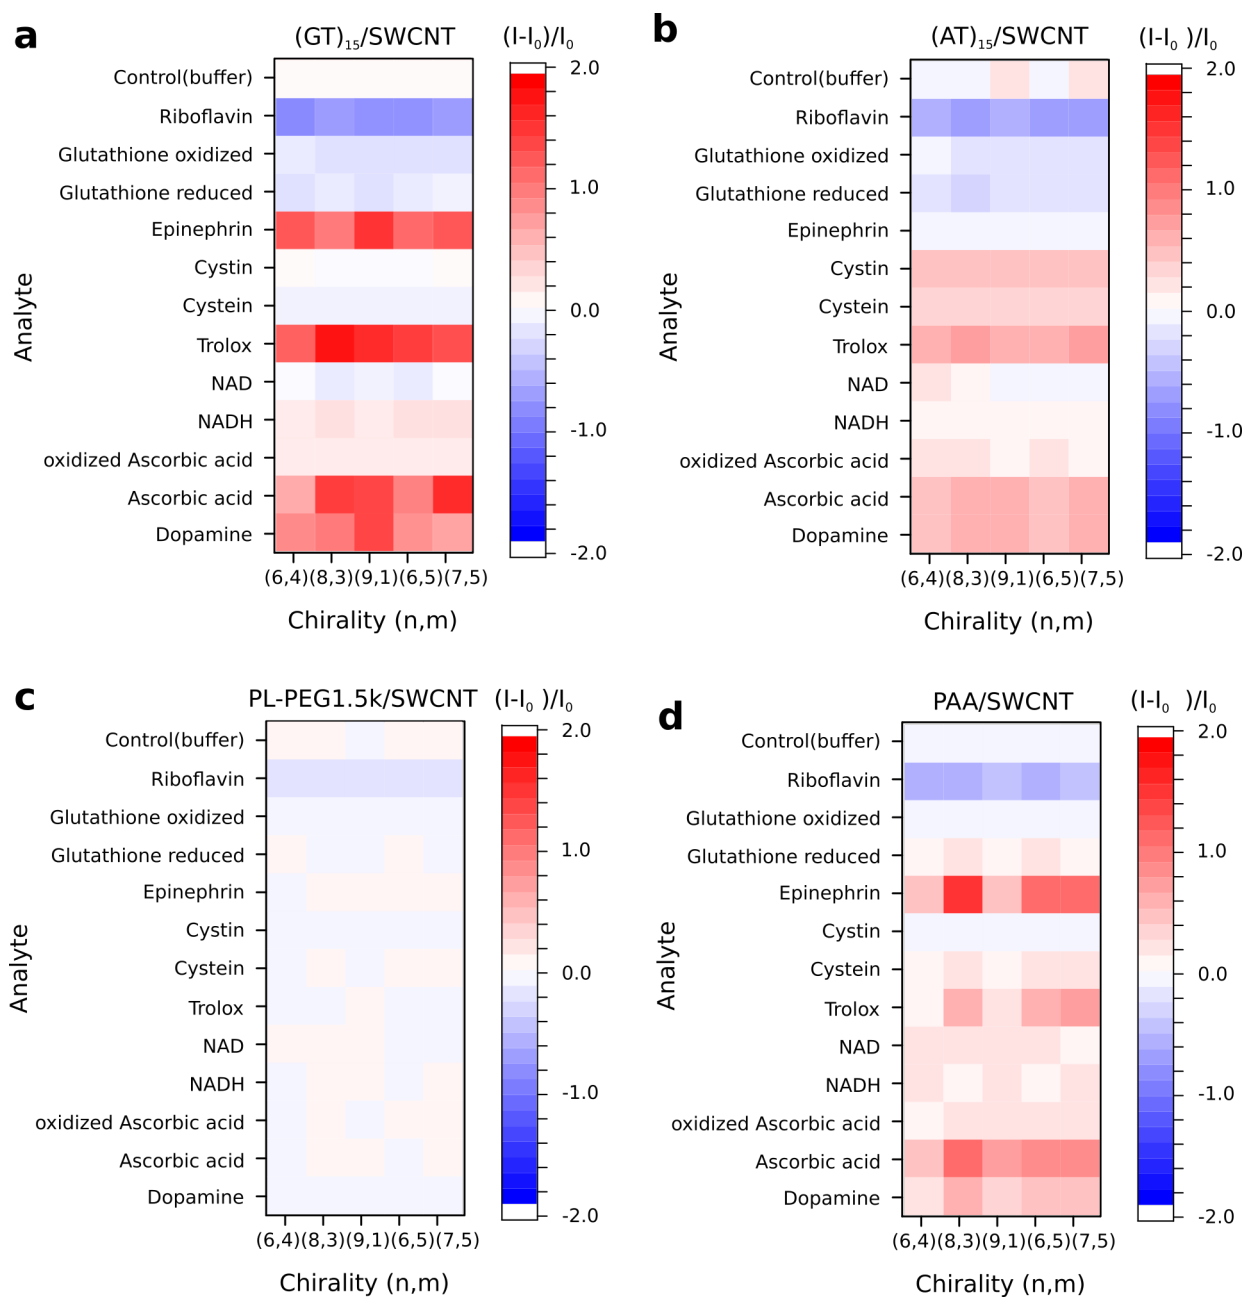 a
(GT)₁₅/SWCNT
(I-I₀)/I₀
Control(buffer)
Riboflavin
Glutathione oxidized
Glutathione reduced
Epinephrin
Cystin
Cystein
Trolox
NAD
NADH
oxidized Ascorbic acid
Ascorbic acid
Dopamine
Analyte
(6,4)(8,3)(9,1)(6,5)(7,5)
Chirality (n,m)
2.0
1.0
0.0
-1.0
-2.0
b
(AT)₁₅/SWCNT
(I-I₀ )/I₀
Control(buffer)
Riboflavin
Glutathione oxidized
Glutathione reduced
Epinephrin
Cystin
Cystein
Trolox
NAD
NADH
oxidized Ascorbic acid
Ascorbic acid
Dopamine
Analyte
(6,4)(8,3)(9,1)(6,5)(7,5)
Chirality (n,m)
2.0
1.0
0.0
-1.0
-2.0
c
PL-PEG1.5k/SWCNT
(I-I₀ )/I₀
Control(buffer)
Riboflavin
Glutathione oxidized
Glutathione reduced
Epinephrin
Cystin
Cystein
Trolox
NAD
NADH
oxidized Ascorbic acid
Ascorbic acid
Dopamine
Analyte
(6,4)(8,3)(9,1)(6,5)(7,5)
Chirality (n,m)
2.0
1.0
0.0
-1.0
-2.0
d
PAA/SWCNT
(I-I₀ )/I₀
Control(buffer)
Riboflavin
Glutathione oxidized
Glutathione reduced
Epinephrin
Cystin
Cystein
Trolox
NAD
NADH
oxidized Ascorbic acid
Ascorbic acid
Dopamine
Analyte
(6,4)(8,3)(9,1)(6,5)(7,5)
Chirality (n,m)
2.0
1.0
0.0
-1.0
-2.0